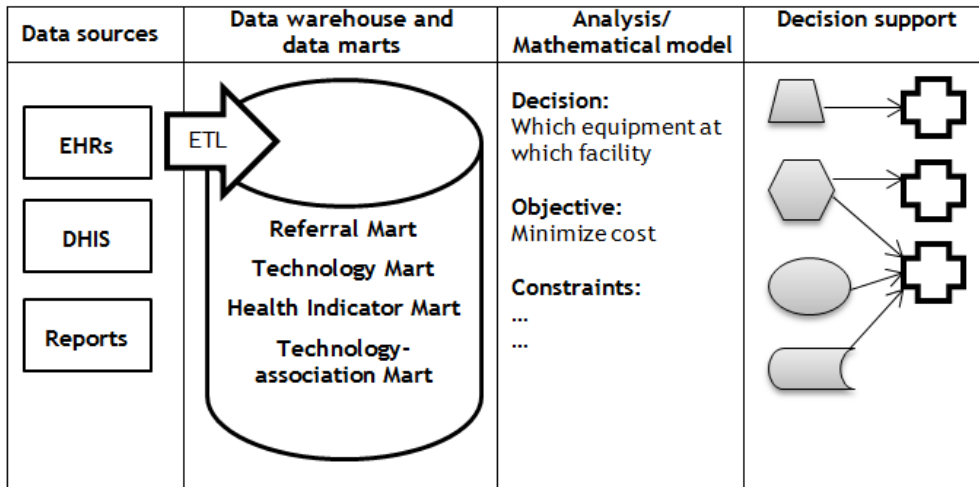 Data sources
Data warehouse and
data marts
Analysis/
Mathematical model
Decision support
EHRs
DHIS
Reports
ETL
Referral Mart
Technology Mart
Health Indicator Mart
Technology-
association Mart
Decision:
Which equipment at
which facility
Objective:
Minimize cost
Constraints:
...
...